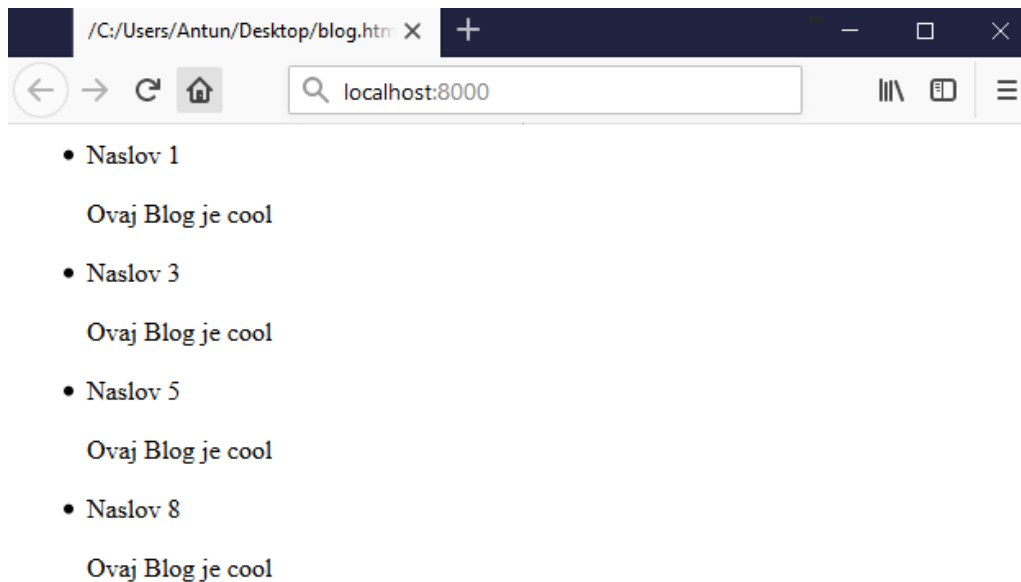 /C:/Users/Antun/Desktop/blog.htm
localhost:8000
Naslov 1
Ovaj Blog je cool
Naslov 3
Ovaj Blog je cool
Naslov 5
Ovaj Blog je cool
Naslov 8
Ovaj Blog je cool